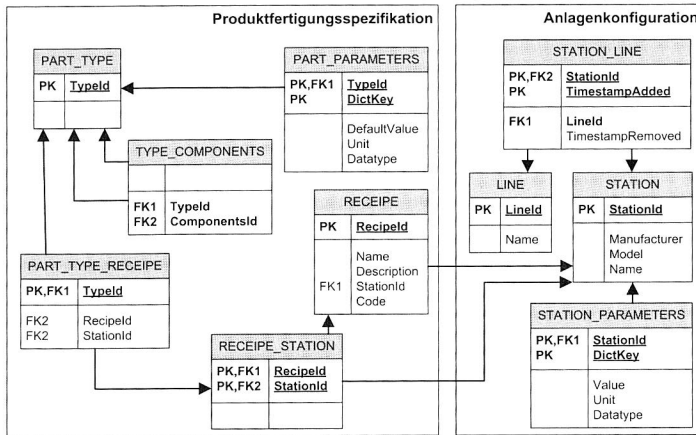 Produktfertigungsspezifikation
PART_TYPE
PK TypeId
PART_PARAMETERS
PK,FK1 TypeId
PK DictKey
DefaultValue
Unit
Datatype
TYPE_COMPONENTS
FK1 TypeId
FK2 ComponentsId
RECEIPE
PK RecipeId
Name
Description
FK1 StationId
Code
PART_TYPE_RECEIPE
PK,FK1 TypeId
FK2 RecipeId
FK2 StationId
RECEIPE_STATION
PK,FK1 RecipeId
PK,FK2 StationId
Anlagenkonfiguration
STATION_LINE
PK,FK2 StationId
PK TimestampAdded
FK1 LineId
TimestampRemoved
LINE
PK LineId
Name
STATION
PK StationId
Manufacturer
Model
Name
STATION_PARAMETERS
PK,FK1 StationId
PK DictKey
Value
Unit
Datatype